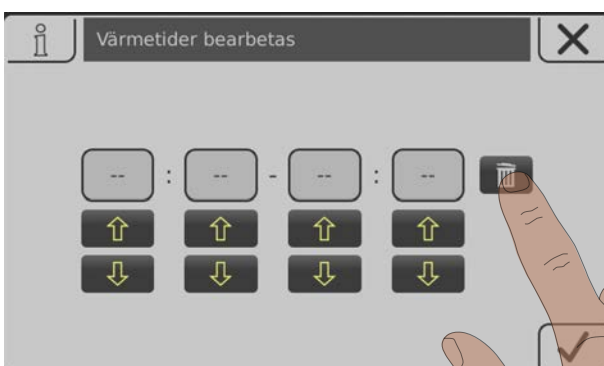 Värmetider bearbetas
-- : -- - -- : --